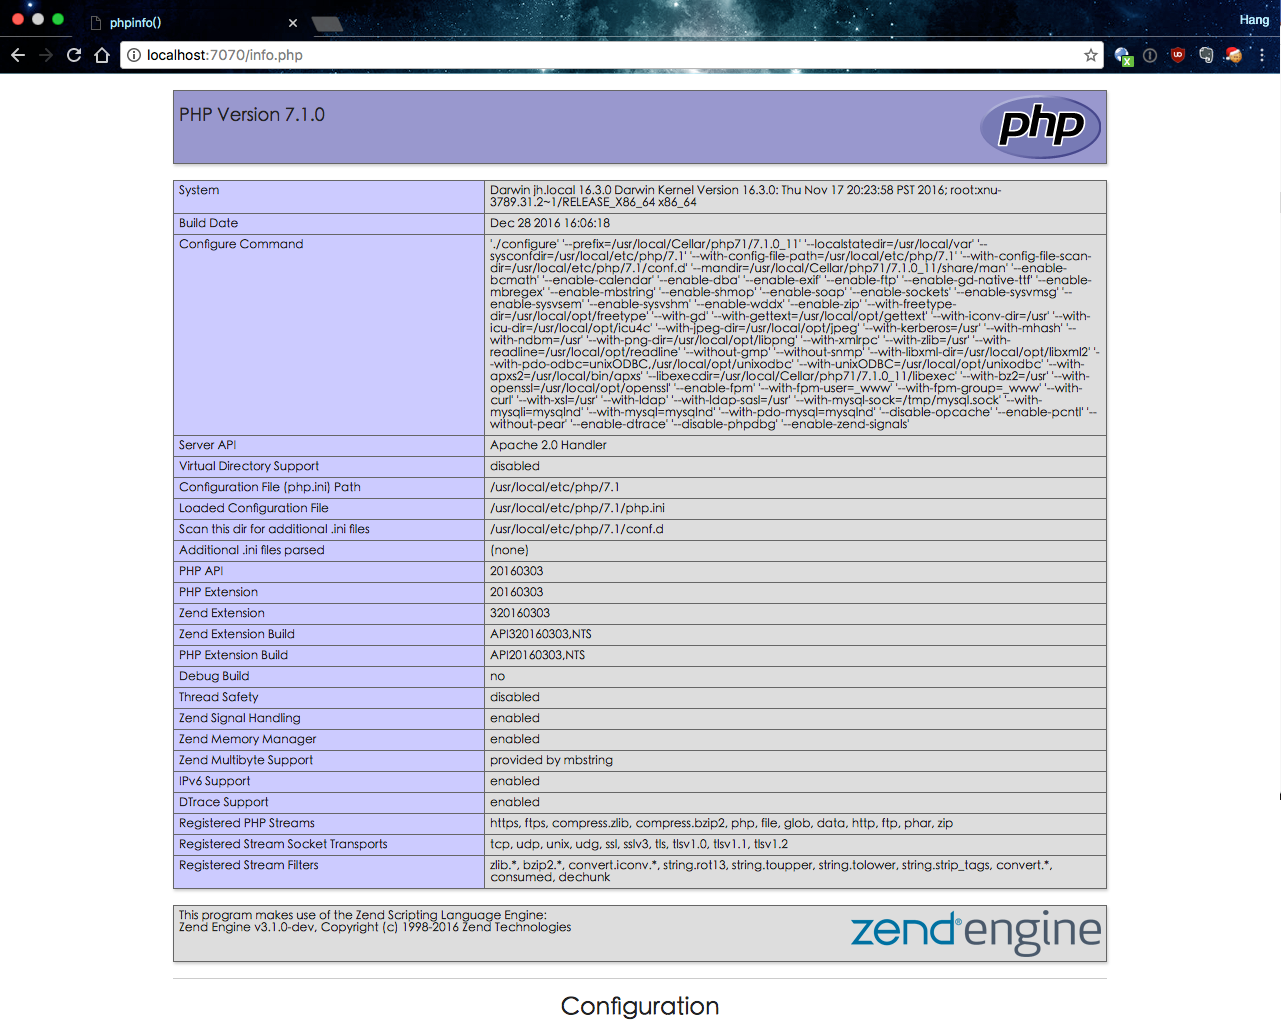 phpinfo()
Hang
localhost:7070/info.php
PHP Version 7.1.0
php
System
Darwin jh.local 16.3.0 Darwin Kernel Version 16.3.0: Thu Nov 17 20:23:58 PST 2016; root:xnu-
3789.31.2~1/RELEASE_X86_64 x86_64
Build Date
Dec 28 2016 16:06:18
Configure Command
'./configure' '--prefix=/usr/local/Cellar/php71/7.1.0_11' '--localstatedir=/usr/local/var' '--
sysconfdir=/usr/local/etc/php/7.1' '--with-config-file-path=/usr/local/etc/php/7.1' '--with-config-file-scan-
dir=/usr/local/etc/php/7.1/conf.d' '--mandir=/usr/local/Cellar/php71/7.1.0_11/share/man' '--enable-
bcmath' '--enable-calendar' '--enable-dba' '--enable-exif' '--enable-ftp' '--enable-gd-native-ttf' '--enable-
mbregex' '--enable-mbstring' '--enable-shmop' '--enable-soap' '--enable-sockets' '--enable-sysvmsg' '--
enable-sysvsem' '--enable-sysvshm' '--enable-wddx' '--enable-zip' '--with-freetype-
dir=/usr/local/opt/freetype' '--with-gd' '--with-gettext=/usr/local/opt/gettext' '--with-iconv-dir=/usr' '--with-
icu-dir=/usr/local/opt/icu4c' '--with-jpeg-dir=/usr/local/opt/jpeg' '--with-kerberos=/usr' '--with-mhash' '--
with-ndbm=/usr' '--with-png-dir=/usr/local/opt/libpng' '--with-xmlrpc' '--with-zlib=/usr' '--with-
readline=/usr/local/opt/readline' '--without-gmp' '--without-snmp' '--with-libxml-dir=/usr/local/opt/libxml2' '-
-with-pdo-odbc=unixODBC,/usr/local/opt/unixodbc' '--with-unixODBC=/usr/local/opt/unixodbc' '--with-
apxs2=/usr/local/bin/apxs' '--libexecdir=/usr/local/Cellar/php71/7.1.0_11/libexec' '--with-bz2=/usr' '--with-
openssl=/usr/local/opt/openssl' '--enable-fpm' '--with-fpm-user=_www' '--with-fpm-group=_www' '--with-
curl' '--with-xsl=/usr' '--with-ldap' '--with-ldap-sasl=/usr' '--with-mysql-sock=/tmp/mysql.sock' '--with-
mysqli=mysqlnd' '--with-mysql=mysqlnd' '--with-pdo-mysql=mysqlnd' '--disable-opcache' '--enable-pcntl' '--
without-pear' '--enable-dtrace' '--disable-phpdbg' '--enable-zend-signals'
Server API
Apache 2.0 Handler
Virtual Directory Support
disabled
Configuration File (php.ini) Path
/usr/local/etc/php/7.1
Loaded Configuration File
/usr/local/etc/php/7.1/php.ini
Scan this dir for additional .ini files
/usr/local/etc/php/7.1/conf.d
Additional .ini files parsed
(none)
PHP API
20160303
PHP Extension
20160303
Zend Extension
320160303
Zend Extension Build
API320160303,NTS
PHP Extension Build
API20160303,NTS
Debug Build
no
Thread Safety
disabled
Zend Signal Handling
enabled
Zend Memory Manager
enabled
Zend Multibyte Support
provided by mbstring
IPv6 Support
enabled
DTrace Support
enabled
Registered PHP Streams
https, ftps, compress.zlib, compress.bzip2, php, file, glob, data, http, ftp, phar, zip
Registered Stream Socket Transports
tcp, udp, unix, udg, ssl, sslv3, tls, tlsv1.0, tlsv1.1, tlsv1.2
Registered Stream Filters
zlib.*, bzip2.*, convert.iconv.*, string.rot13, string.toupper, string.tolower, string.strip_tags, convert.*,
consumed, dechunk
This program makes use of the Zend Scripting Language Engine:
Zend Engine v3.1.0-dev, Copyright (c) 1998-2016 Zend Technologies
zend®engine
Configuration